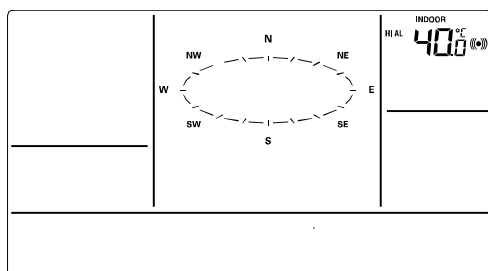 INDOOR
HI AL 40.0 °C
N
NW NE
W E
SW SE
S